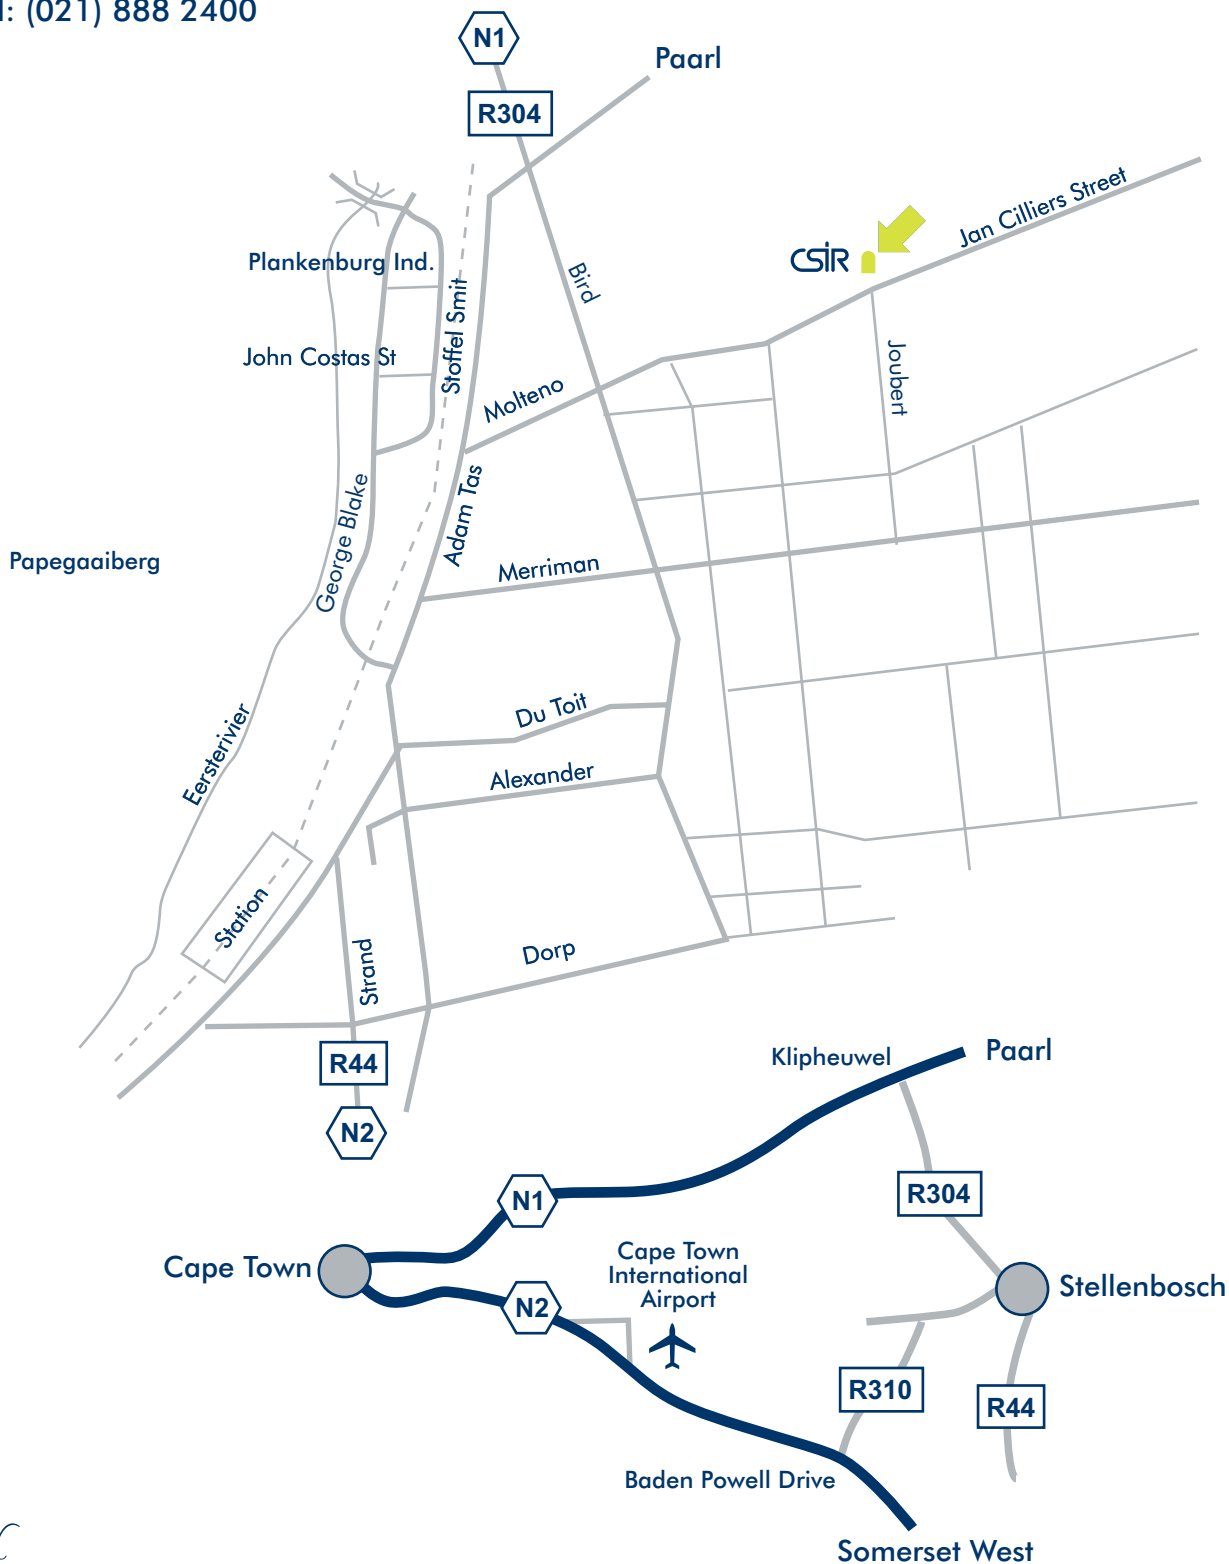 l: (021) 888 2400
N1
Paarl
R304
Jan Cilliers Street
CSIR
Plankenburg Ind.
Bird
Stoffel Smit
John Costas St
Joubert
Molteno
George Blake
Adam Tas
Papegaaiberg
Merriman
Eersterivier
Du Toit
Alexander
Station
Strand
Dorp
R44
N2
Klipheuwel
Paarl
R304
N1
Cape Town
Cape Town
International
Airport
N2
Stellenbosch
R310
R44
Baden Powell Drive
Somerset West